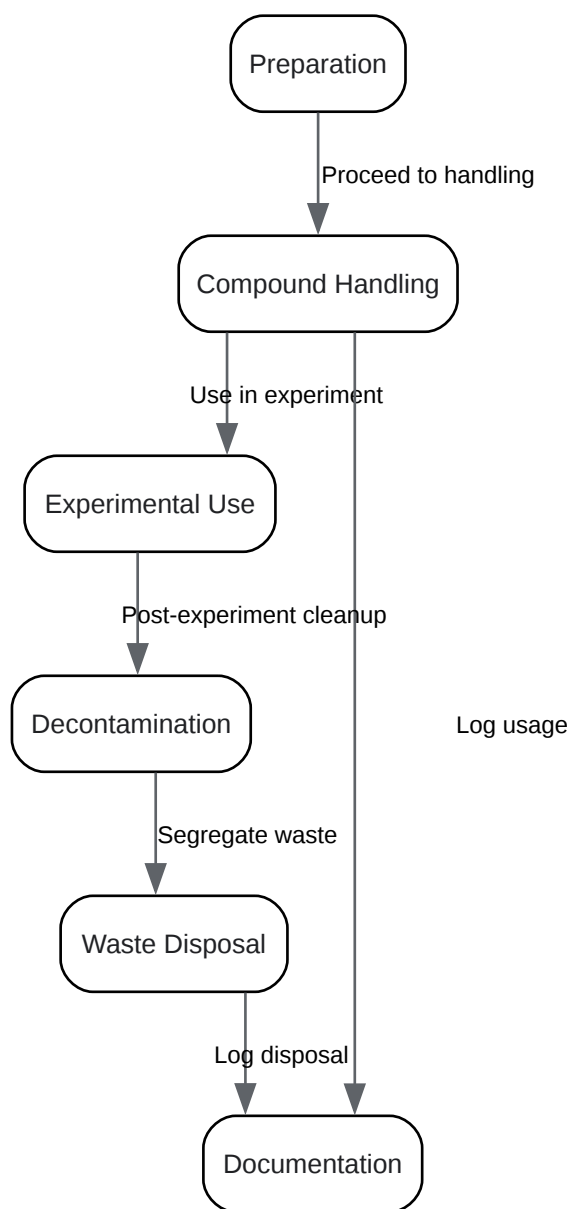 Preparation
Proceed to handling
Compound Handling
Use in experiment
Experimental Use
Post-experiment cleanup
Decontamination
Log usage
Segregate waste
Waste Disposal
Log disposal
Documentation